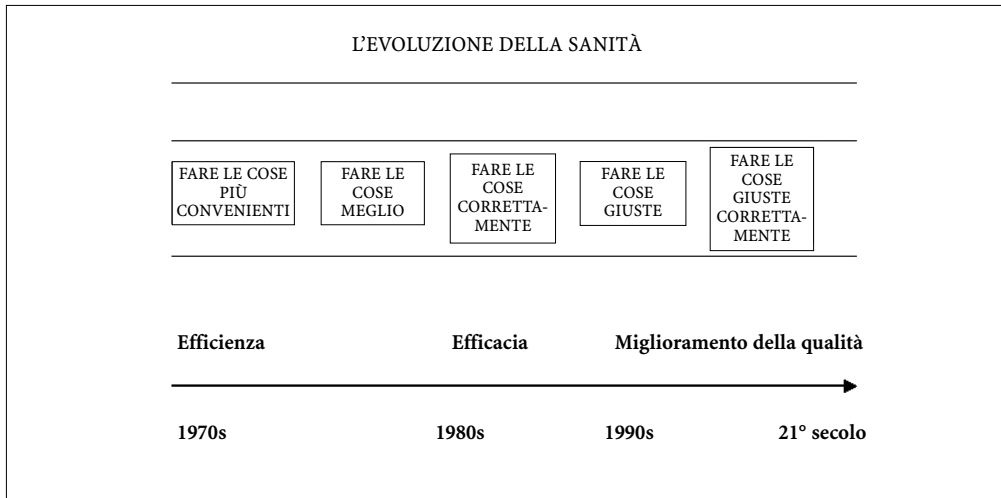 L'EVOLUZIONE DELLA SANITÀ
FARE LE COSE
PIÙ
CONVENIENTI
FARE LE
COSE
MEGLIO
FARE LE
COSE
CORRETTA-
MENTE
FARE LE
COSE
GIUSTE
FARE LE
COSE
GIUSTE
CORRETTA-
MENTE
Efficienza
Efficacia
Miglioramento della qualità
1970s
1980s
1990s
21° secolo